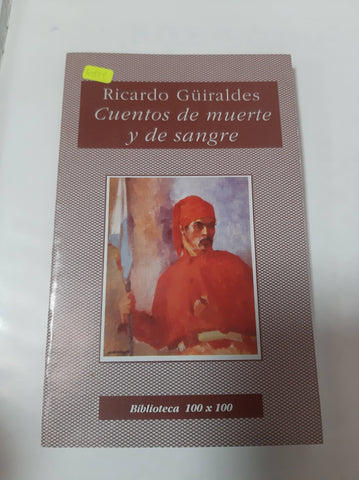 Ricardo Güiraldes
Cuentos de muerte
y de sangre
Biblioteca 100 x 100